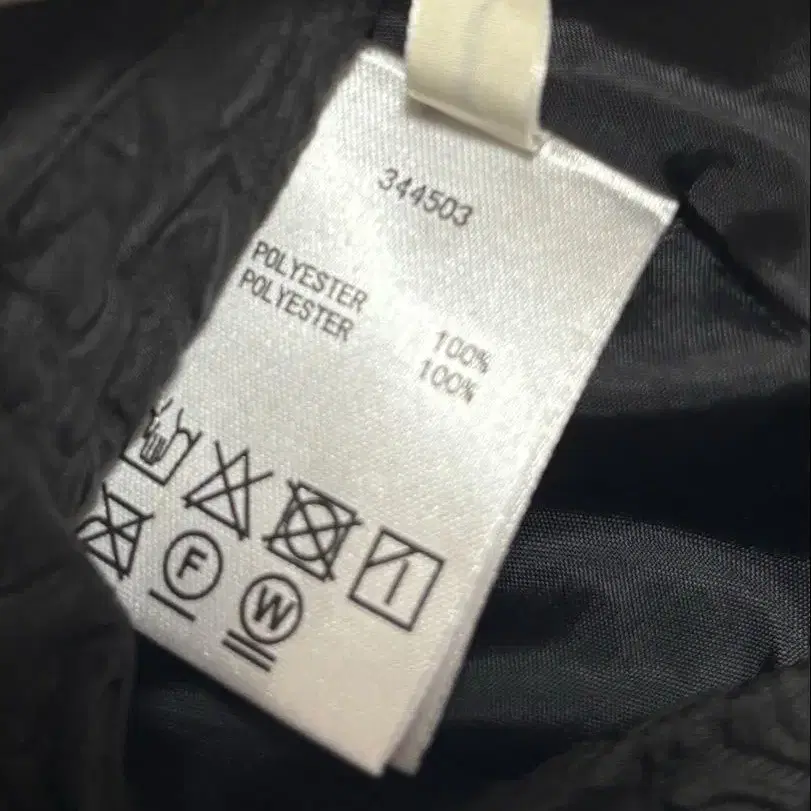 344503
POLYESTER 100%
POLYESTER 100%
F
W